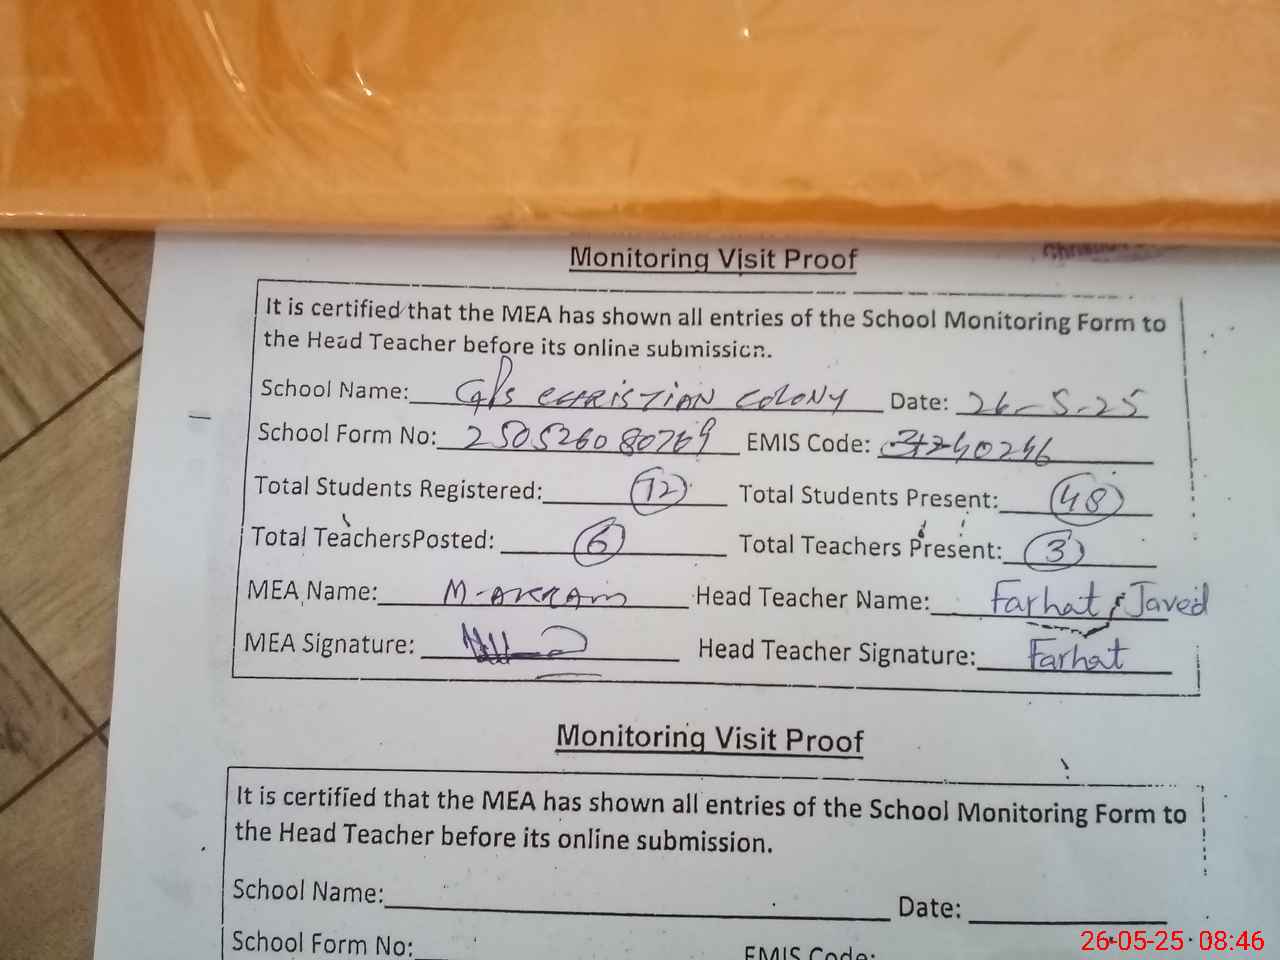 Monitoring Visit Proof
It is certified that the MEA has shown all entries of the School Monitoring Form to
the Head Teacher before its online submission.
School Name: G/S CHRISTIAN COLONY Date: 26-5-25
School Form No: 250526080769 EMIS Code:
Total Students Registered: 72 Total Students Present: 48
Total TeachersPosted: 6 Total Teachers Present: 3
MEA Name: M-AKRAM Head Teacher Name: Farhat Javed
MEA Signature: Head Teacher Signature: Farhat
Monitoring Visit Proof
It is certified that the MEA has shown all entries of the School Monitoring Form to
the Head Teacher before its online submission.
School Name: Date:
School Form No: EMIS Code:
26-05-25 08:46